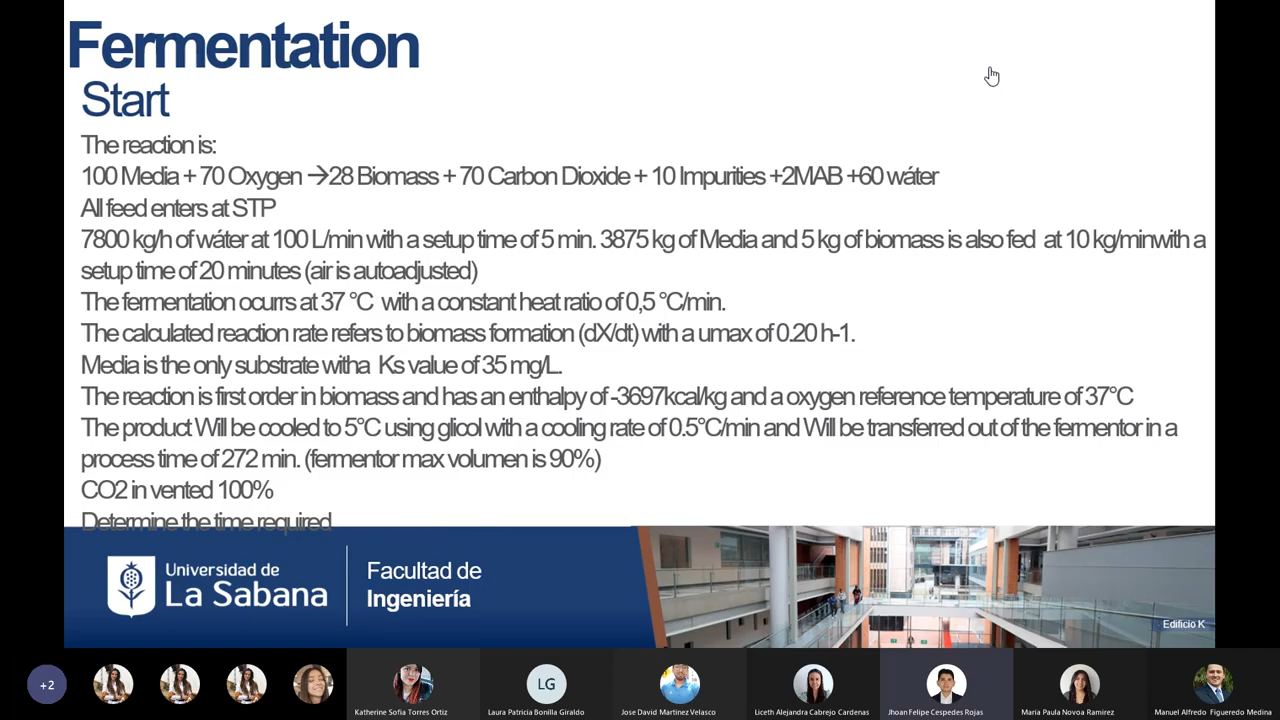 Fermentation
Start
The reaction is:
100 Media + 70 Oxygen →28 Biomass + 70 Carbon Dioxide + 10 Impurities +2MAB +60 wáter
All feed enters at STP
7800 kg/h of wáter at 100 L/min with a setup time of 5 min. 3875 kg of Media and 5 kg of biomass is also fed at 10 kg/minwith a
setup time of 20 minutes (air is autoadjusted)
The fermentation ocurrs at 37 °C with a constant heat ratio of 0,5 °C/min.
The calculated reaction rate refers to biomass formation (dX/dt) with a umax of 0.20 h-1.
Media is the only substrate witha Ks value of 35 mg/L.
The reaction is first order in biomass and has an enthalpy of -3697kcal/kg and a oxygen reference temperature of 37°C
The product Will be cooled to 5°C using glicol with a cooling rate of 0.5°C/min and Will be transferred out of the fermentor in a
process time of 272 min. (fermentor max volumen is 90%)
CO2 in vented 100%
Determine the time required
Universidad de
La Sabana
Facultad de
Ingeniería
Edificio K
+2
LG
Katherine Sofia Torres Ortiz
Laura Patricia Bonilla Giraldo
Jose David Martinez Velasco
Liceth Alejandra Cabrejo Cardenas
Jhoan Felipe Cespedes Rojas
Maria Paula Novoa Ramirez
Manuel Alfredo Figueredo Medina